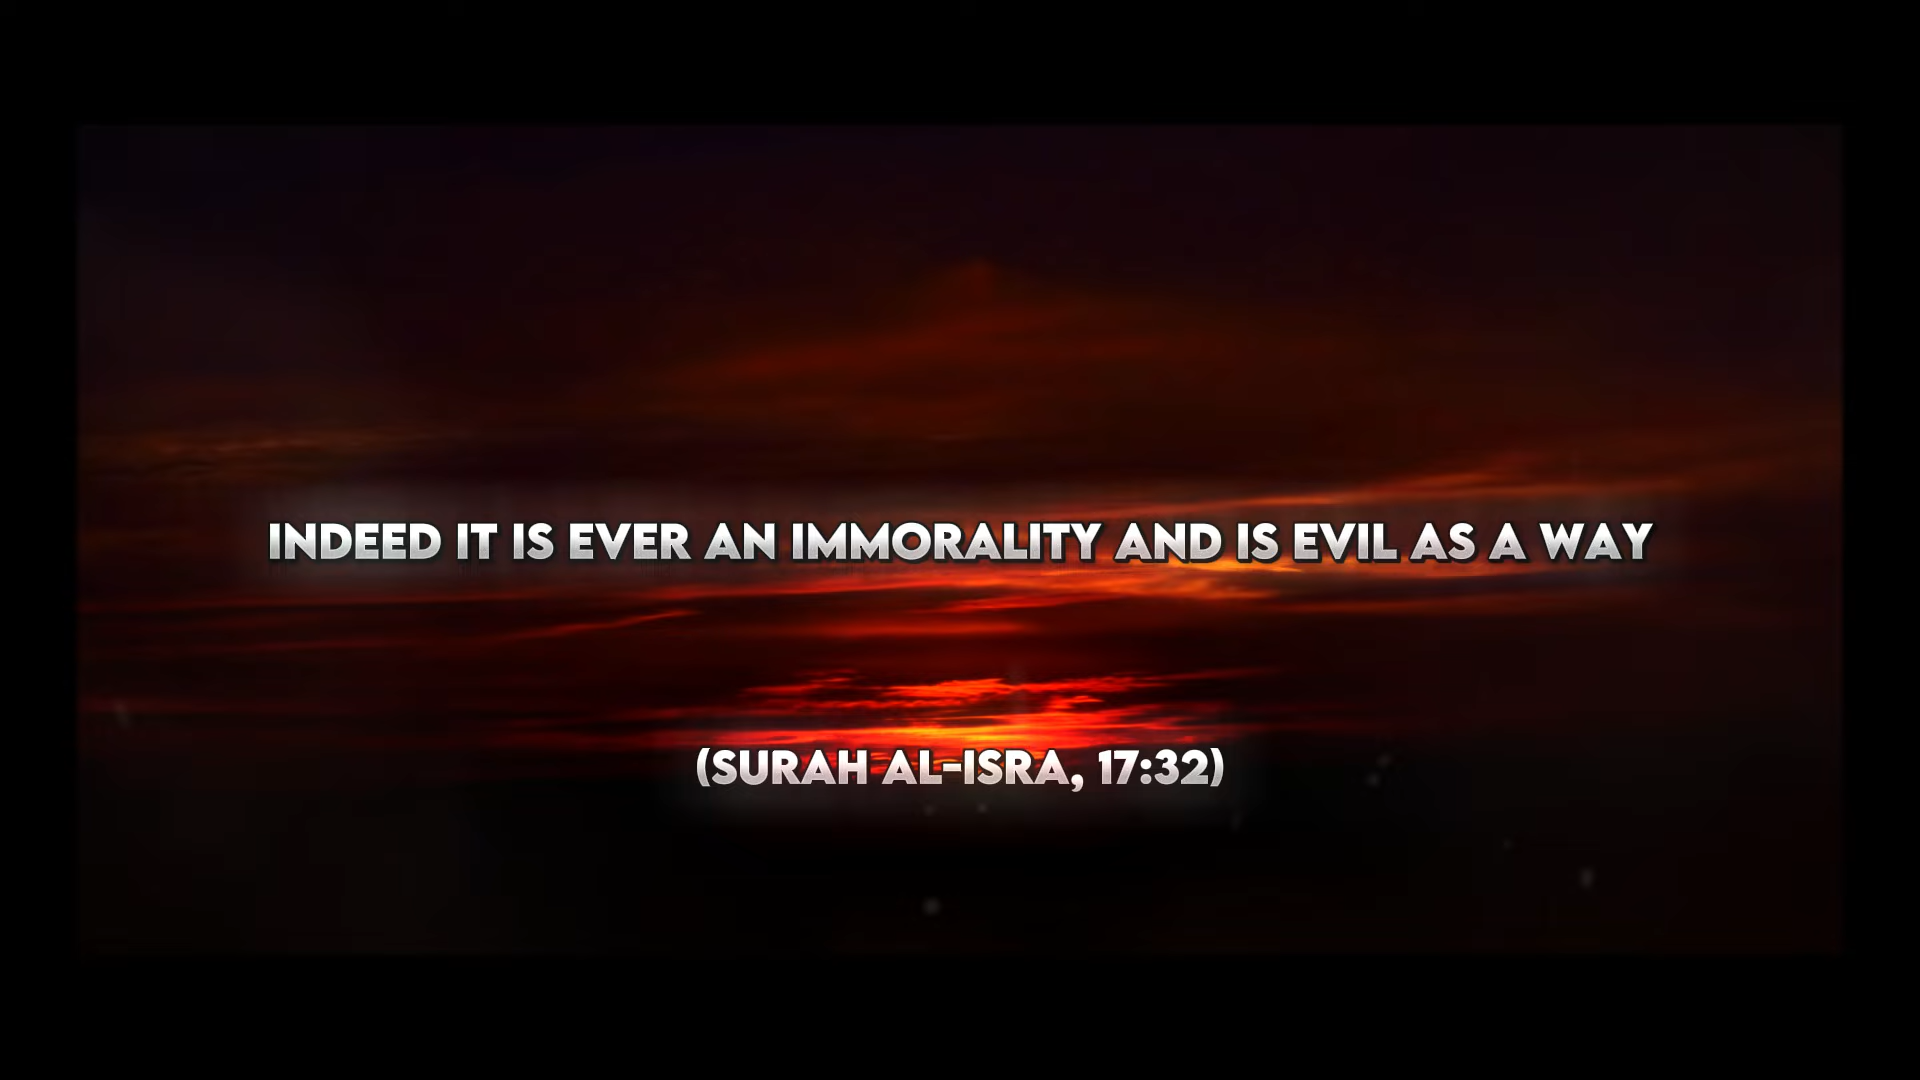 INDEED IT IS EVER AN IMMORALITY AND IS EVIL AS A WAY
(SURAH AL-ISRA, 17:32)